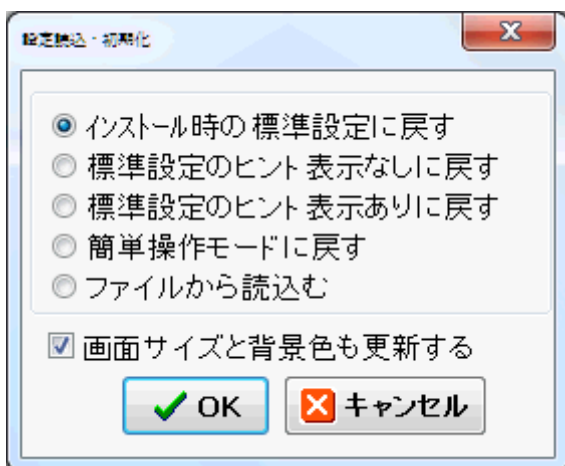 設定読込・初期化
インストール時の標準設定に戻す
標準設定のヒント表示なしに戻す
標準設定のヒント表示ありに戻す
簡単操作モードに戻す
ファイルから読込む
画面サイズと背景色も更新する
OK
キャンセル